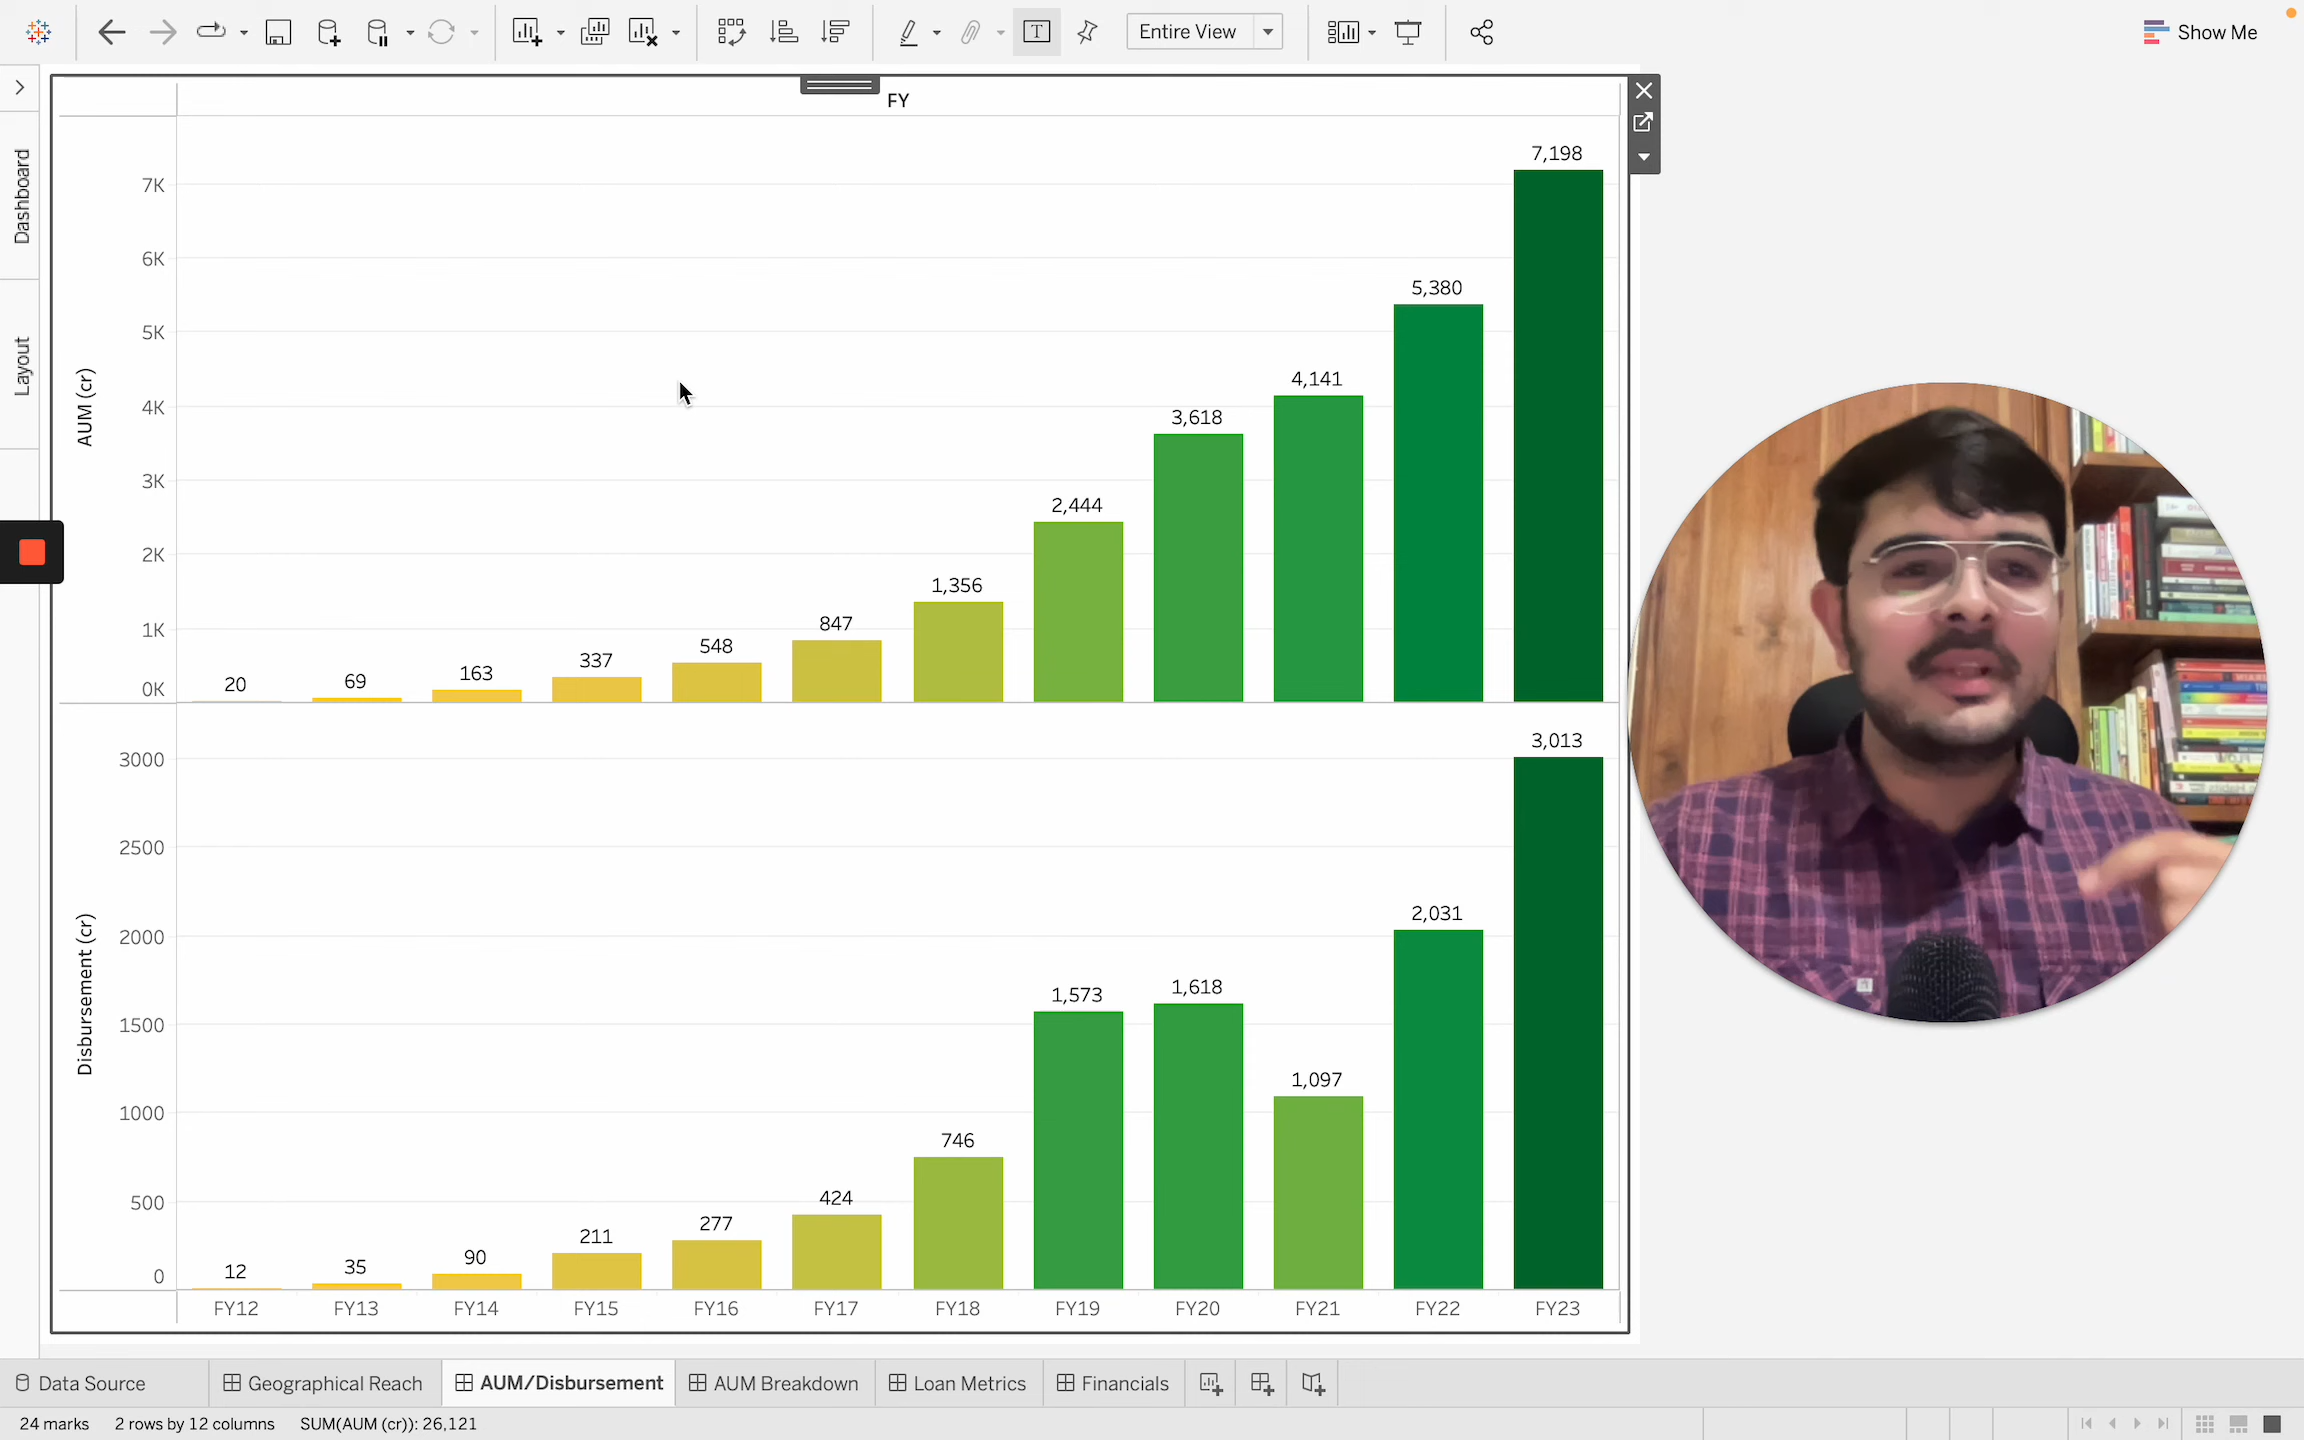 Entire View
Show Me
Dashboard
Layout
FY
AUM (cr)
7K
6K
5K
4K
3K
2K
1K
0K
20
69
163
337
548
847
1,356
2,444
3,618
4,141
5,380
7,198
Disbursement (cr)
3000
2500
2000
1500
1000
500
0
12
35
90
211
277
424
746
1,573
1,618
1,097
2,031
3,013
FY12 FY13 FY14 FY15 FY16 FY17 FY18 FY19 FY20 FY21 FY22 FY23
Data Source Geographical Reach AUM/Disbursement AUM Breakdown Loan Metrics Financials
24 marks 2 rows by 12 columns SUM(AUM (cr)): 26,121